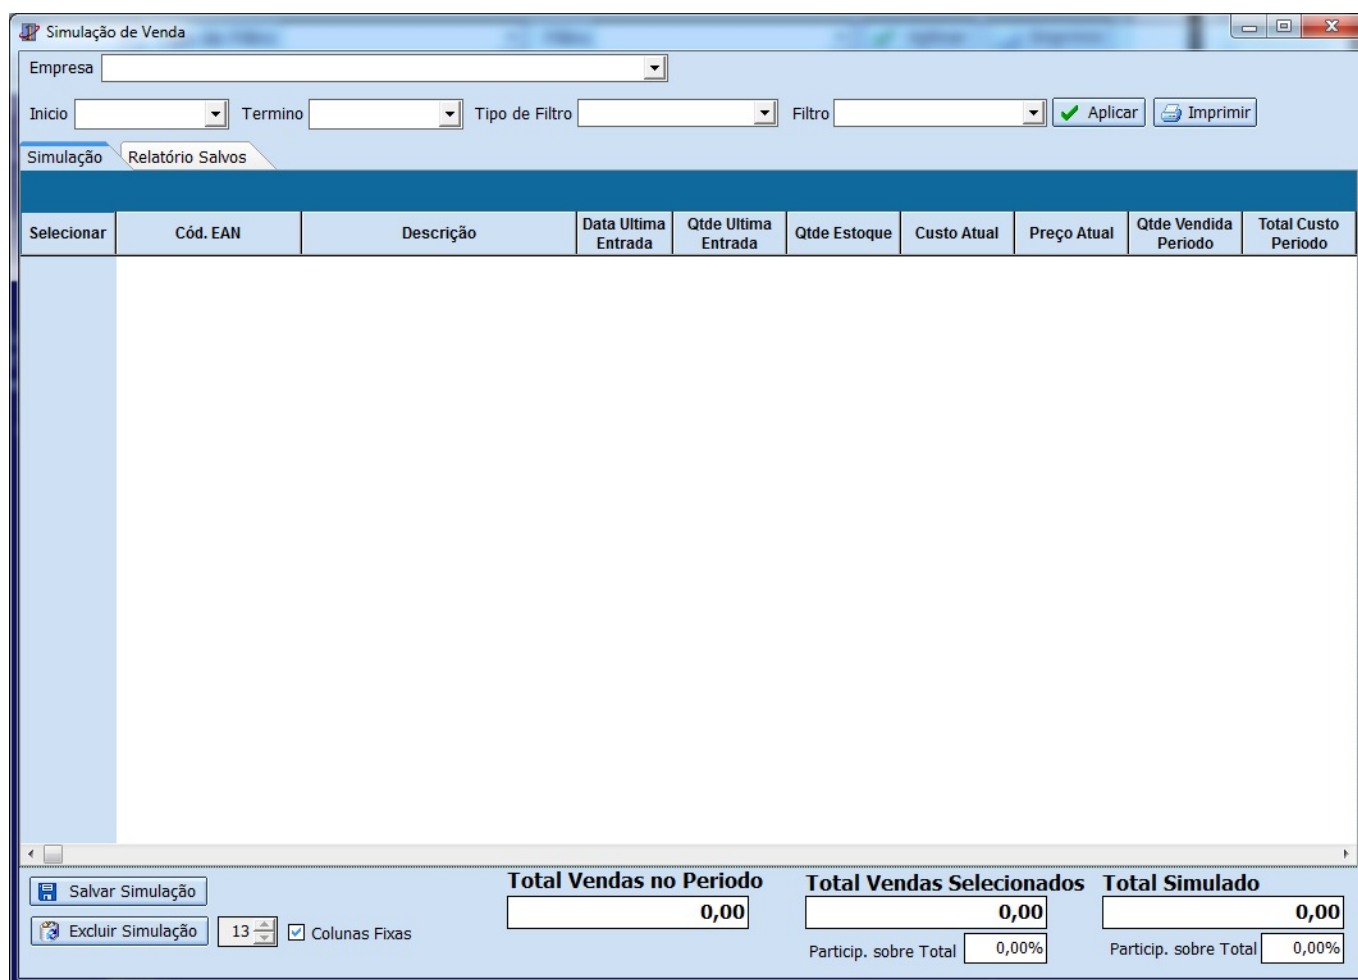 Simulação de Venda
Empresa
Inicio Termino Tipo de Filtro Filtro Aplicar Imprimir
Simulação Relatório Salvos
Selecionar Cód. EAN Descrição Data Ultima Entrada Qtde Ultima Entrada Qtde Estoque Custo Atual Preço Atual Qtde Vendida Periodo Total Custo Periodo
Salvar Simulação
Excluir Simulação 13 Colunas Fixas
Total Vendas no Periodo
0,00
Total Vendas Selecionados
0,00
Particip. sobre Total 0,00%
Total Simulado
0,00
Particip. sobre Total 0,00%